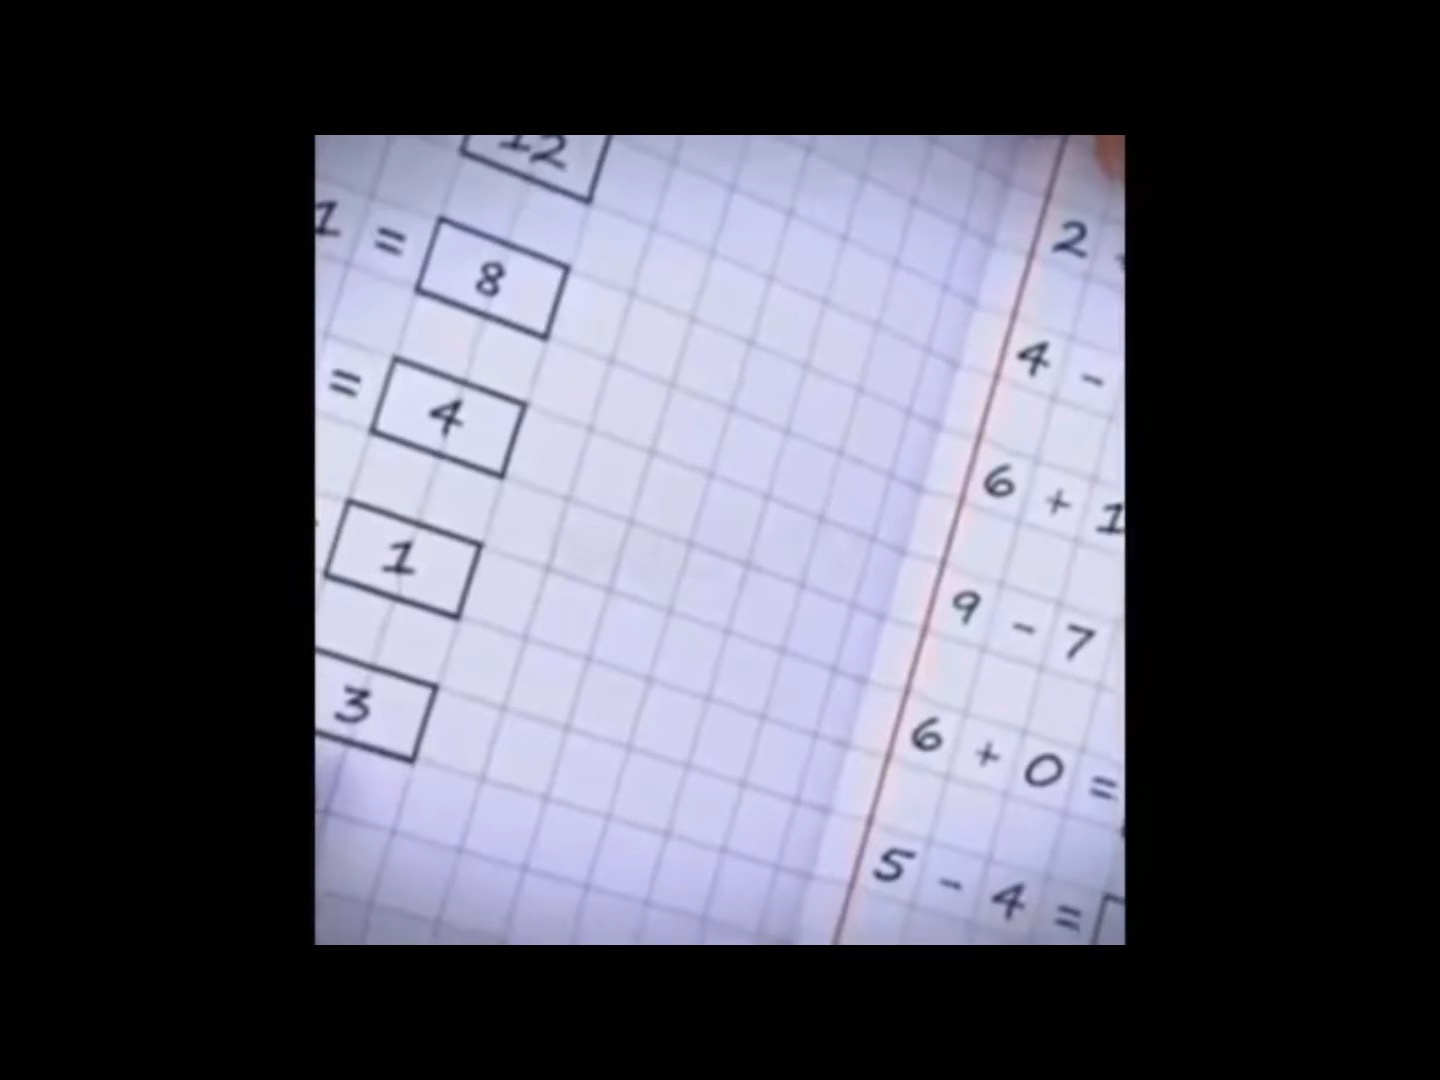 12
1 = 8
= 4
1
3
2
4 -
6 + 1
9 - 7
6 + 0 =
5 - 4 =